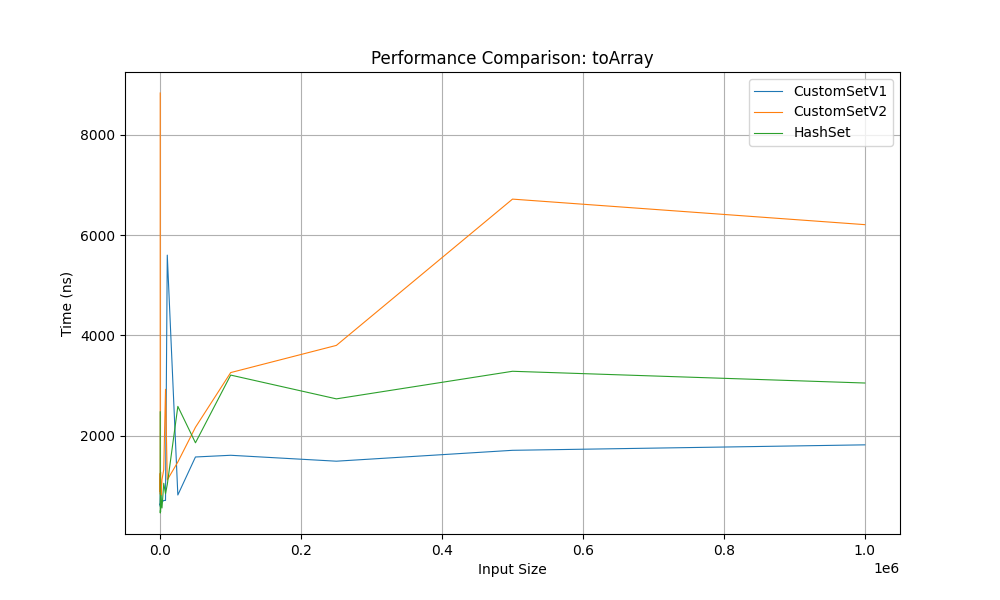 Performance Comparison: toArray
CustomSetV1
CustomSetV2
HashSet
8000
6000
4000
2000
Time (ns)
0.0
0.2
0.4
0.6
0.8
1.0
1e6
Input Size